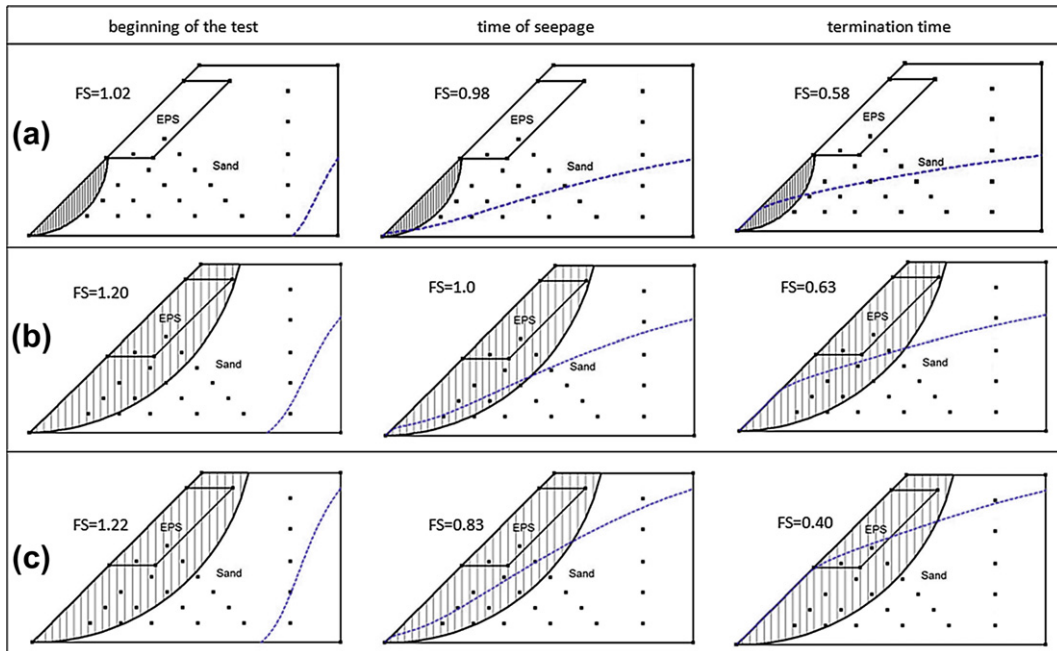 beginning of the test time of seepage termination time
(a)
FS=1.02 FS=0.98 FS=0.58
EPS EPS EPS
Sand Sand Sand
(b)
FS=1.20 FS=1.0 FS=0.63
EPS EPS EPS
Sand Sand Sand
(c)
FS=1.22 FS=0.83 FS=0.40
EPS EPS EPS
Sand Sand Sand